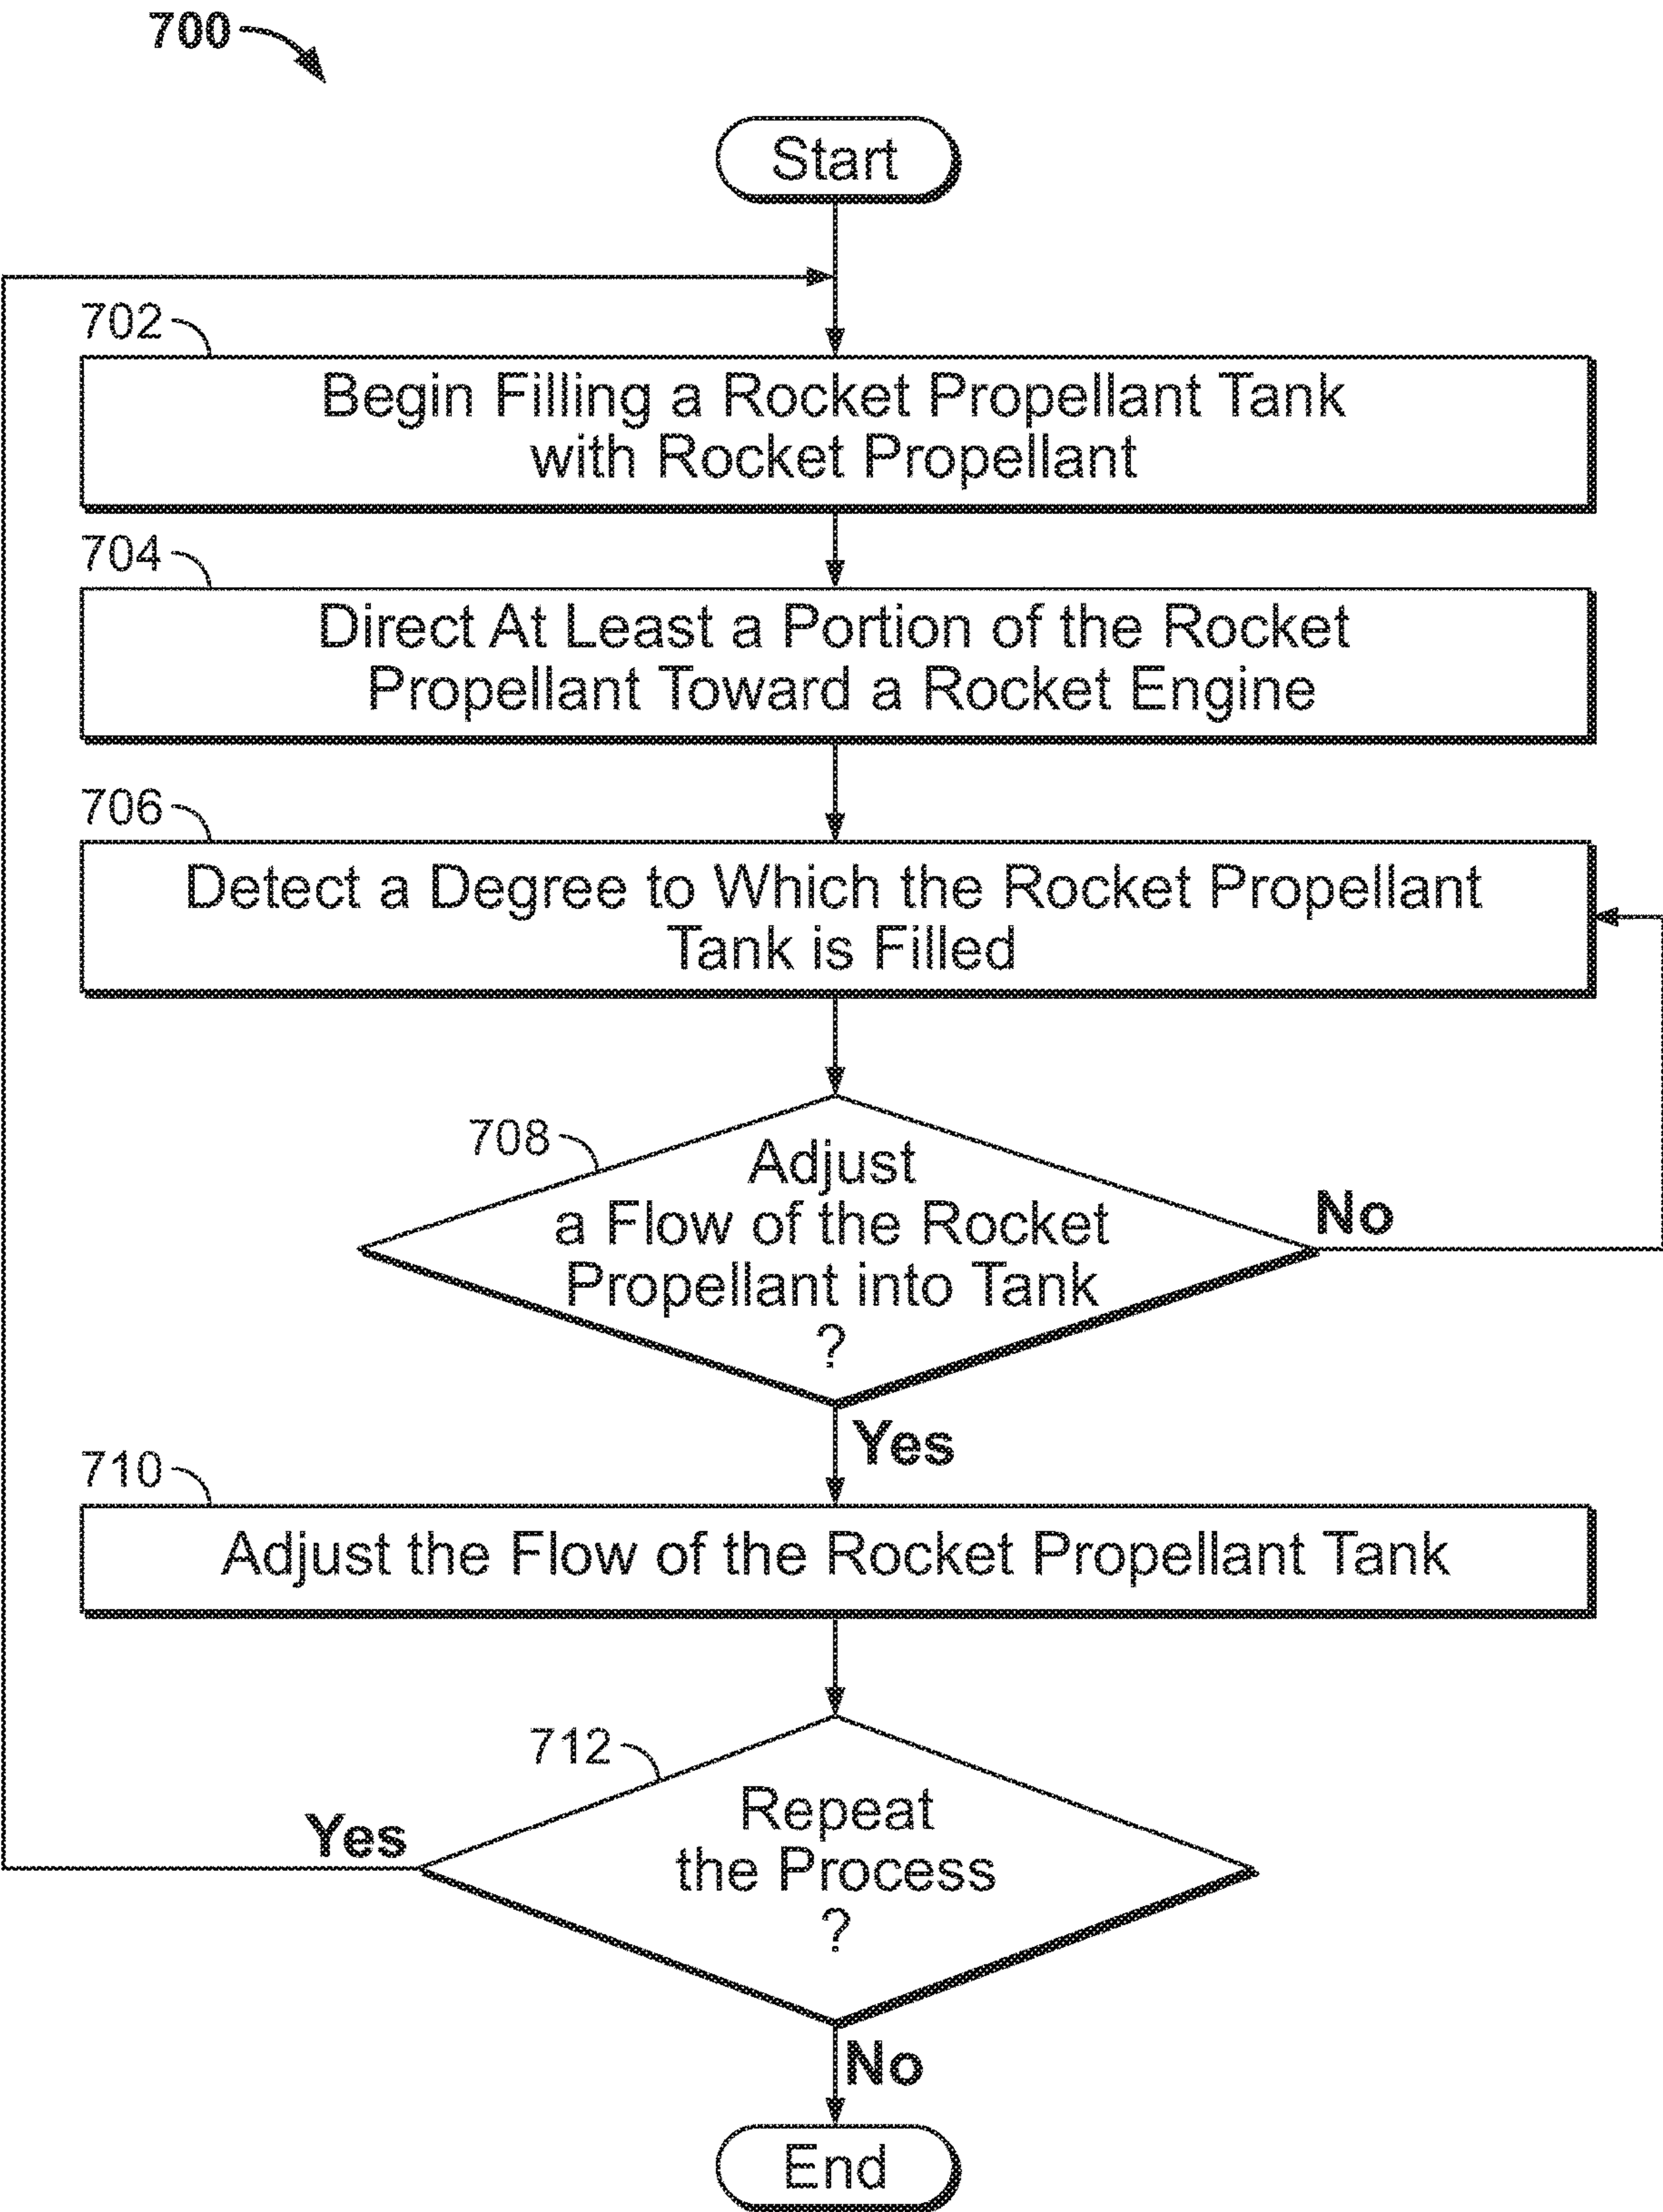 700
Start
702
Begin Filling a Rocket Propellant Tank
with Rocket Propellant
704
Direct At Least a Portion of the Rocket
Propellant Toward a Rocket Engine
706
Detect a Degree to Which the Rocket Propellant
Tank is Filled
708
Adjust
a Flow of the Rocket
Propellant into Tank
?
No
Yes
710
Adjust the Flow of the Rocket Propellant Tank
712
Repeat
the Process
?
Yes
No
End